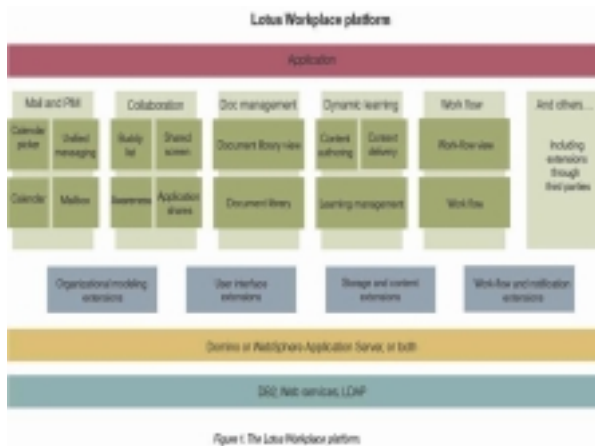 Lotus Workplace platform
Application
Mail and PIM
Collaboration
Doc management
Dynamic learning
Work flow
And others...
Calendar picker
Unified messaging
Buddy list
Shared screen
Document library view
Content authoring
Content delivery
Work-flow view
Including extensions through third parties
Calendar
Mailbox
Awareness
Application shares
Document library
Learning management
Work flow
Organizational modeling extensions
User interface extensions
Storage and content extensions
Work-flow and notification extensions
Domino or WebSphere Application Server, or both
DB2, Web services, LDAP
Figure 1. The Lotus Workplace platform.